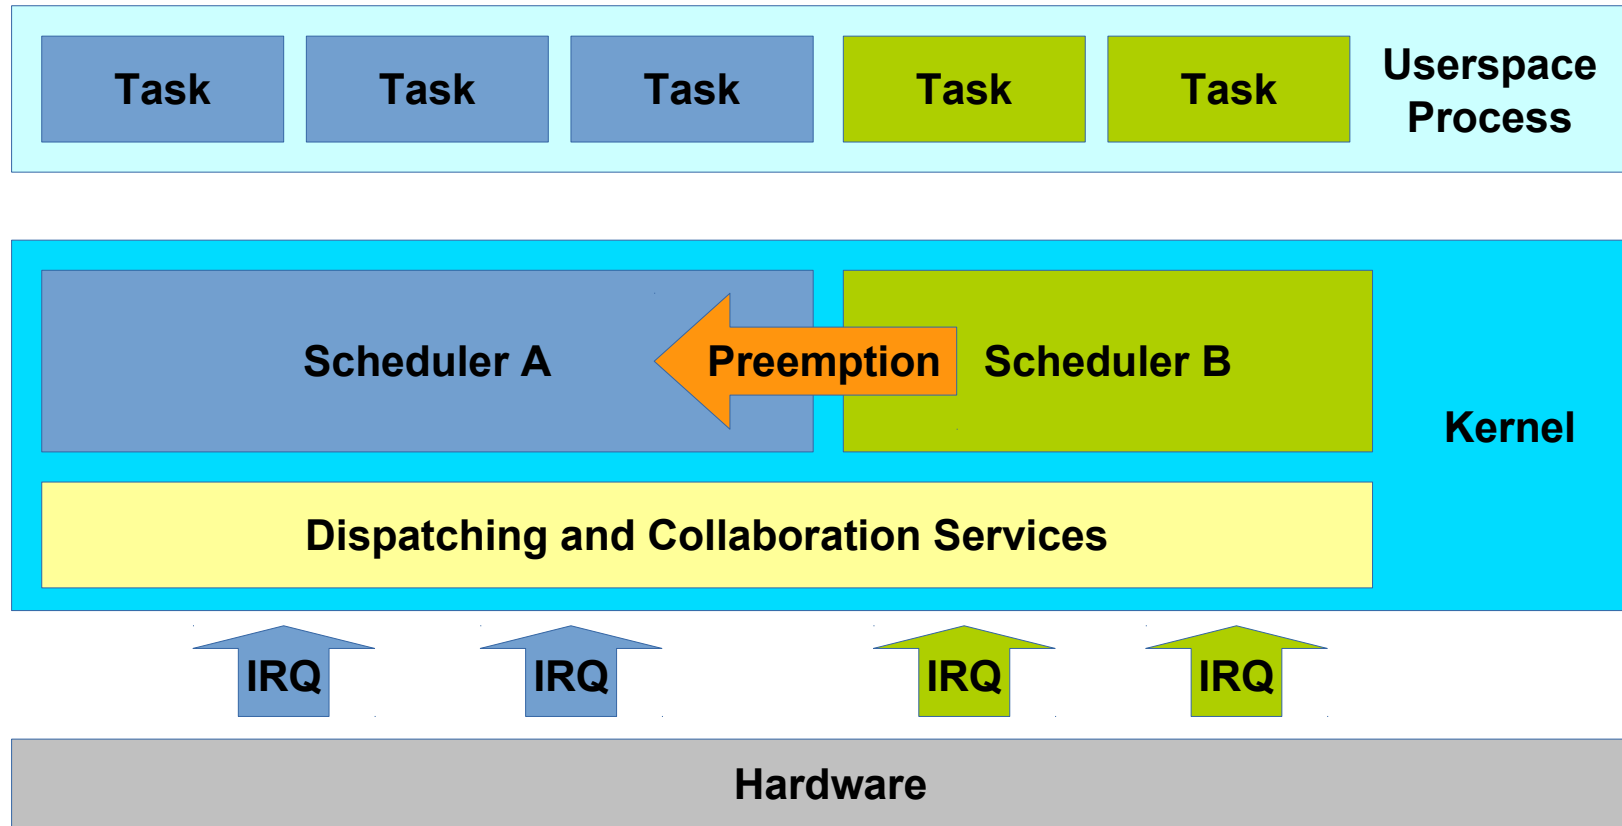 Task
Task
Task
Task
Task
Userspace
Process
Scheduler A
Preemption
Scheduler B
Kernel
Dispatching and Collaboration Services
IRQ
IRQ
IRQ
IRQ
Hardware